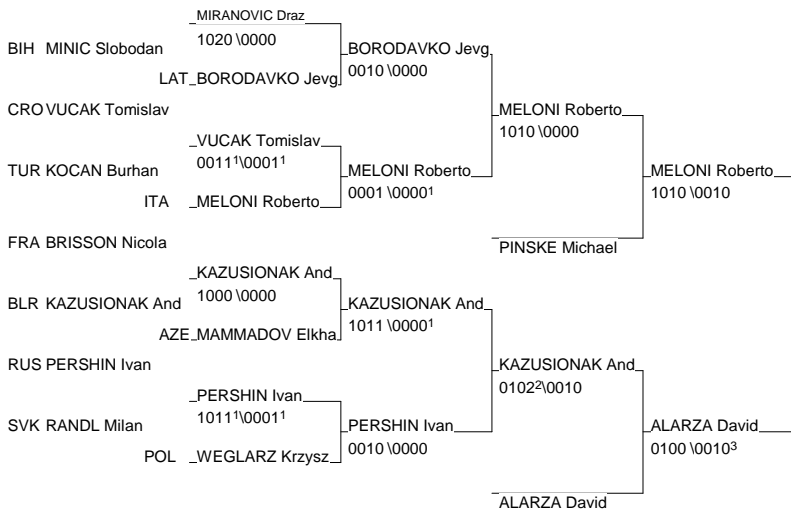 MIRANOVIC Draz
1020 \0000
BIH MINIC Slobodan
BORODAVKO Jevg
0010 \0000
LAT BORODAVKO Jevg
CRO VUCAK Tomislav
MELONI Roberto
1010 \0000
VUCAK Tomislav
0011¹\0001¹
TUR KOCAN Burhan
MELONI Roberto
0001 \0000¹
MELONI Roberto
1010 \0010
ITA MELONI Roberto
FRA BRISSON Nicola
PINSKE Michael
KAZUSIONAK And
1000 \0000
BLR KAZUSIONAK And
KAZUSIONAK And
1011 \0000¹
AZE MAMMADOV Elkha
RUS PERSHIN Ivan
KAZUSIONAK And
0102²\0010
PERSHIN Ivan
1011¹\0001¹
SVK RANDL Milan
PERSHIN Ivan
0010 \0000
ALARZA David
0100 \0010³
POL WEGLARZ Krzysz
ALARZA David